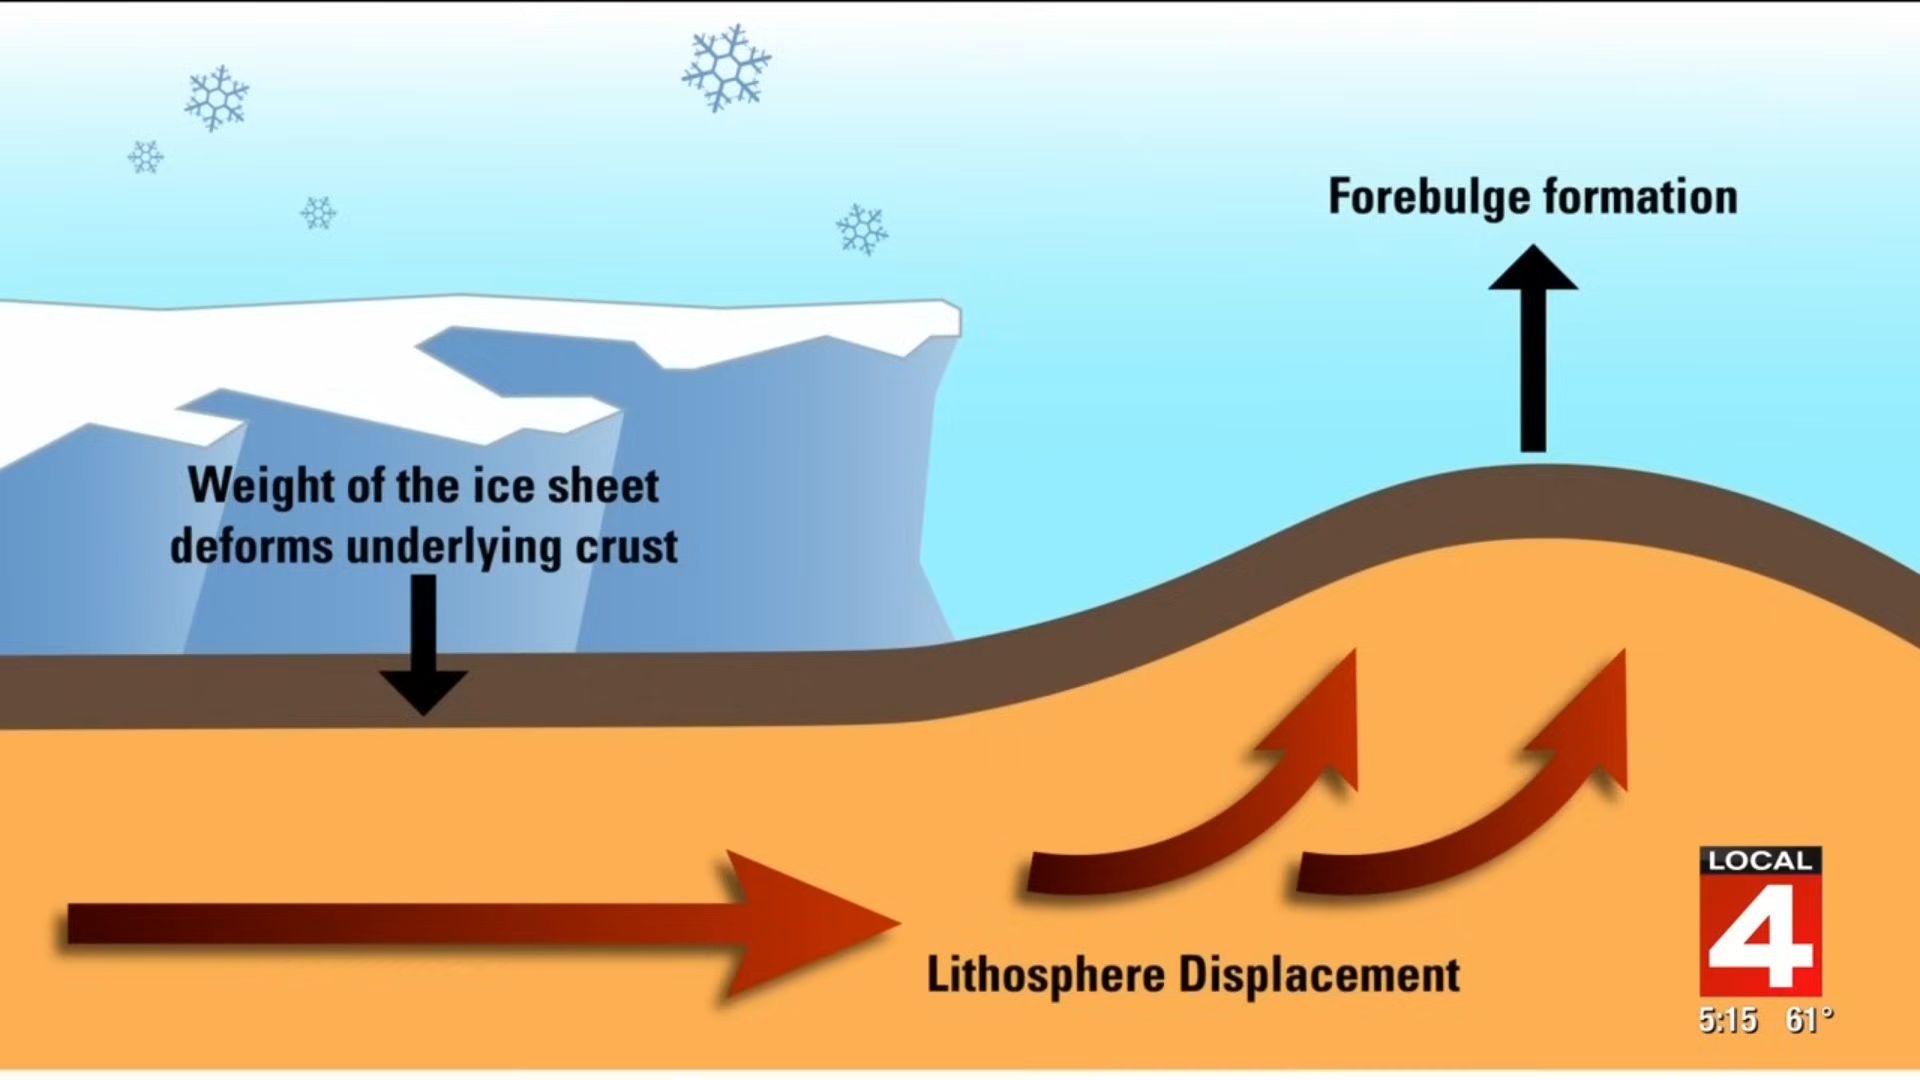 Forebulge formation
Weight of the ice sheet
deforms underlying crust
Lithosphere Displacement
LOCAL
4
5:15 61°